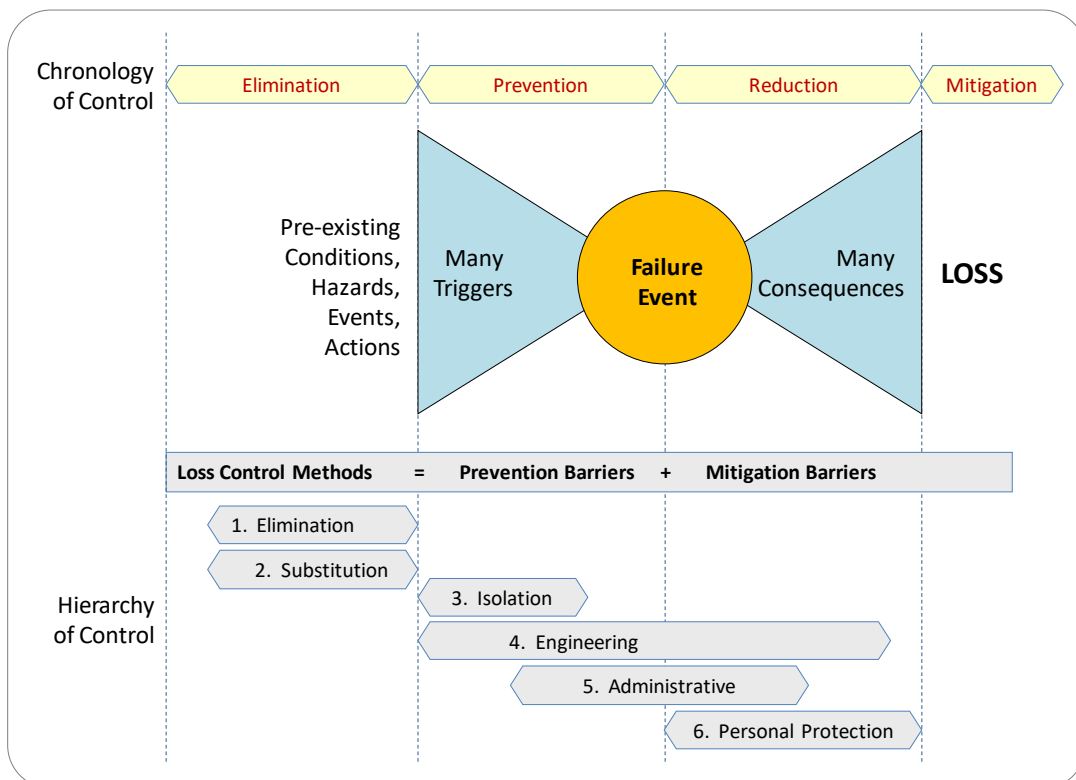 Chronology
of Control
Elimination
Prevention
Reduction
Mitigation
Pre-existing
Conditions,
Hazards,
Events,
Actions
Many
Triggers
Failure
Event
Many
Consequences
LOSS
Loss Control Methods = Prevention Barriers + Mitigation Barriers
Hierarchy
of Control
1. Elimination
2. Substitution
3. Isolation
4. Engineering
5. Administrative
6. Personal Protection